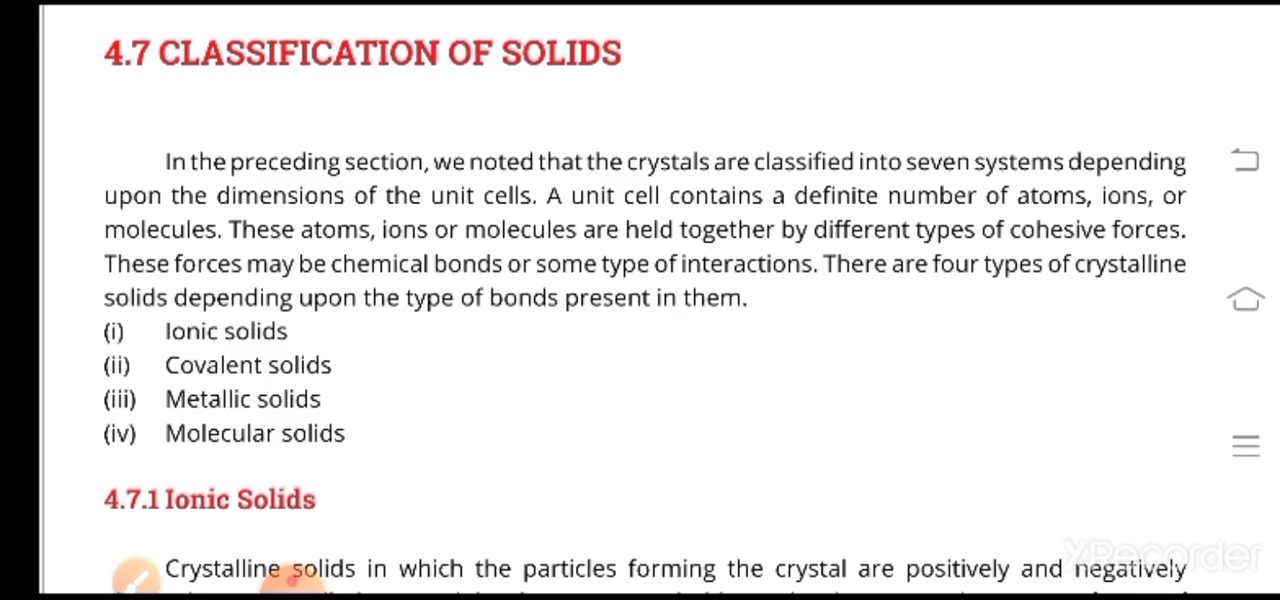 4.7 CLASSIFICATION OF SOLIDS
In the preceding section, we noted that the crystals are classified into seven systems depending
upon the dimensions of the unit cells. A unit cell contains a definite number of atoms, ions, or
molecules. These atoms, ions or molecules are held together by different types of cohesive forces.
These forces may be chemical bonds or some type of interactions. There are four types of crystalline
solids depending upon the type of bonds present in them.
(i) Ionic solids
(ii) Covalent solids
(iii) Metallic solids
(iv) Molecular solids
4.7.1 Ionic Solids
Crystalline solids in which the particles forming the crystal are positively and negatively
XRecorder